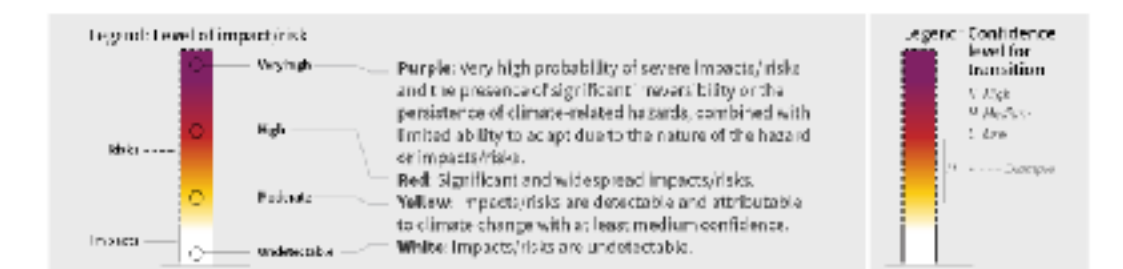 Legend: Level of impact/risk
Very high
High
Risks
Moderate
Impacts
Undetectable
Purple: Very high probability of severe impacts/risks
and the presence of significant irreversibility or the
persistence of climate-related hazards, combined with
limited ability to adapt due to the nature of the hazard
or impacts/risks.
Red: Significant and widespread impacts/risks.
Yellow: Impacts/risks are detectable and attributable
to climate change with at least medium confidence.
White: Impacts/risks are undetectable.
Legend: Confidence
level for
transition
H High
M Medium
L Low
M
Example